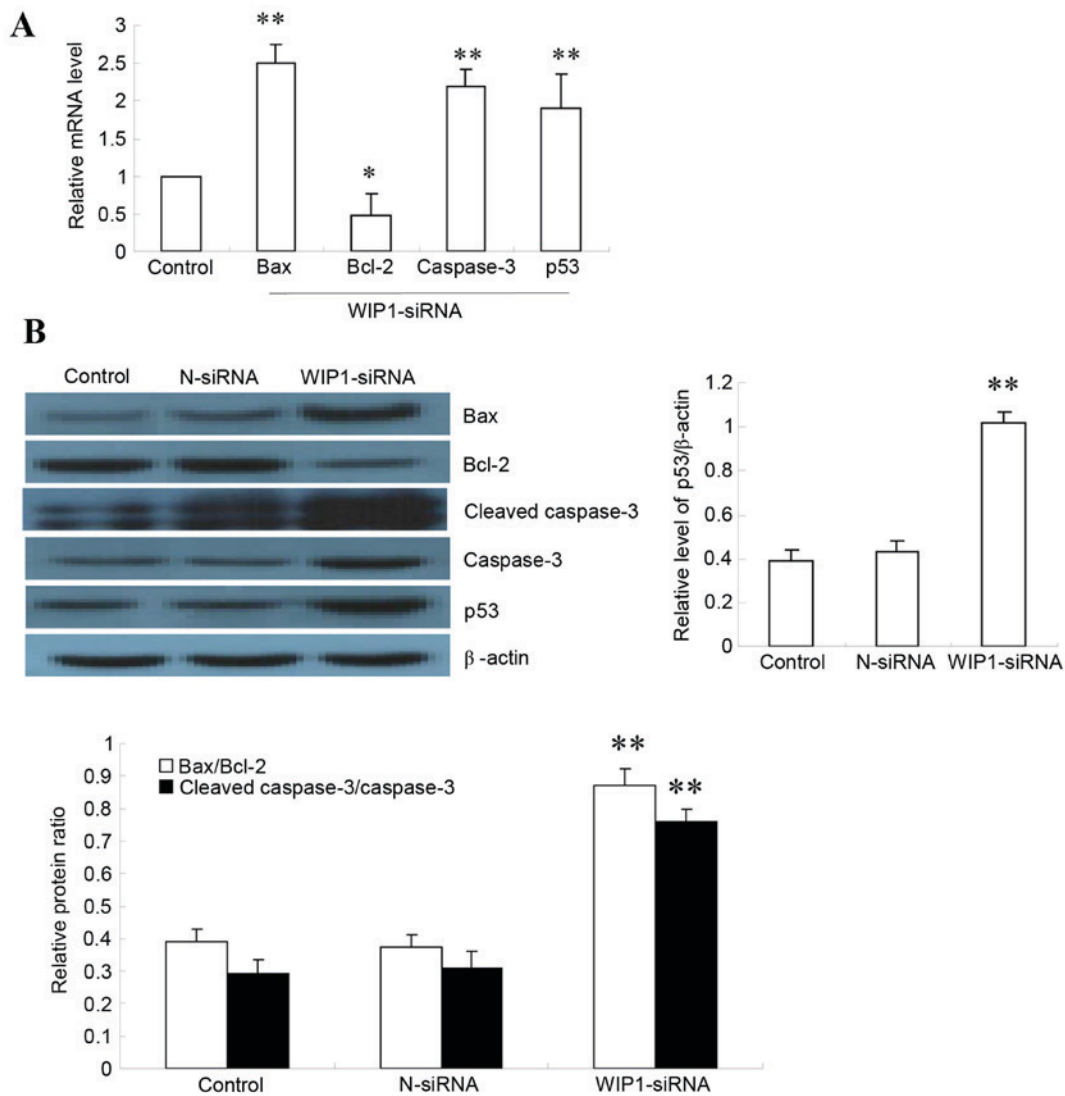 A
Relative mRNA level
3
2.5
2
1.5
1
0.5
0
**
*
**
**
Control Bax Bcl-2 Caspase-3 p53
WIP1-siRNA
B
Control N-siRNA WIP1-siRNA
Bax
Bcl-2
Cleaved caspase-3
Caspase-3
p53
β -actin
Relative level of p53/β-actin
1.2
1
0.8
0.6
0.4
0.2
0
**
Control N-siRNA WIP1-siRNA
Relative protein ratio
1
0.9
0.8
0.7
0.6
0.5
0.4
0.3
0.2
0.1
0
Bax/Bcl-2
Cleaved caspase-3/caspase-3
**
**
Control N-siRNA WIP1-siRNA